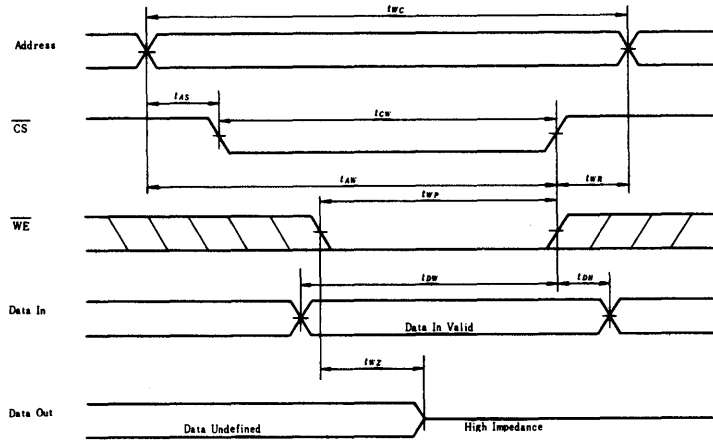 tWC
Address
tAS
tCW
CS
tAW
tWR
tWP
WE
tDW
tDH
Data In
Data In Valid
tWZ
Data Out
Data Undefined
High Impedance